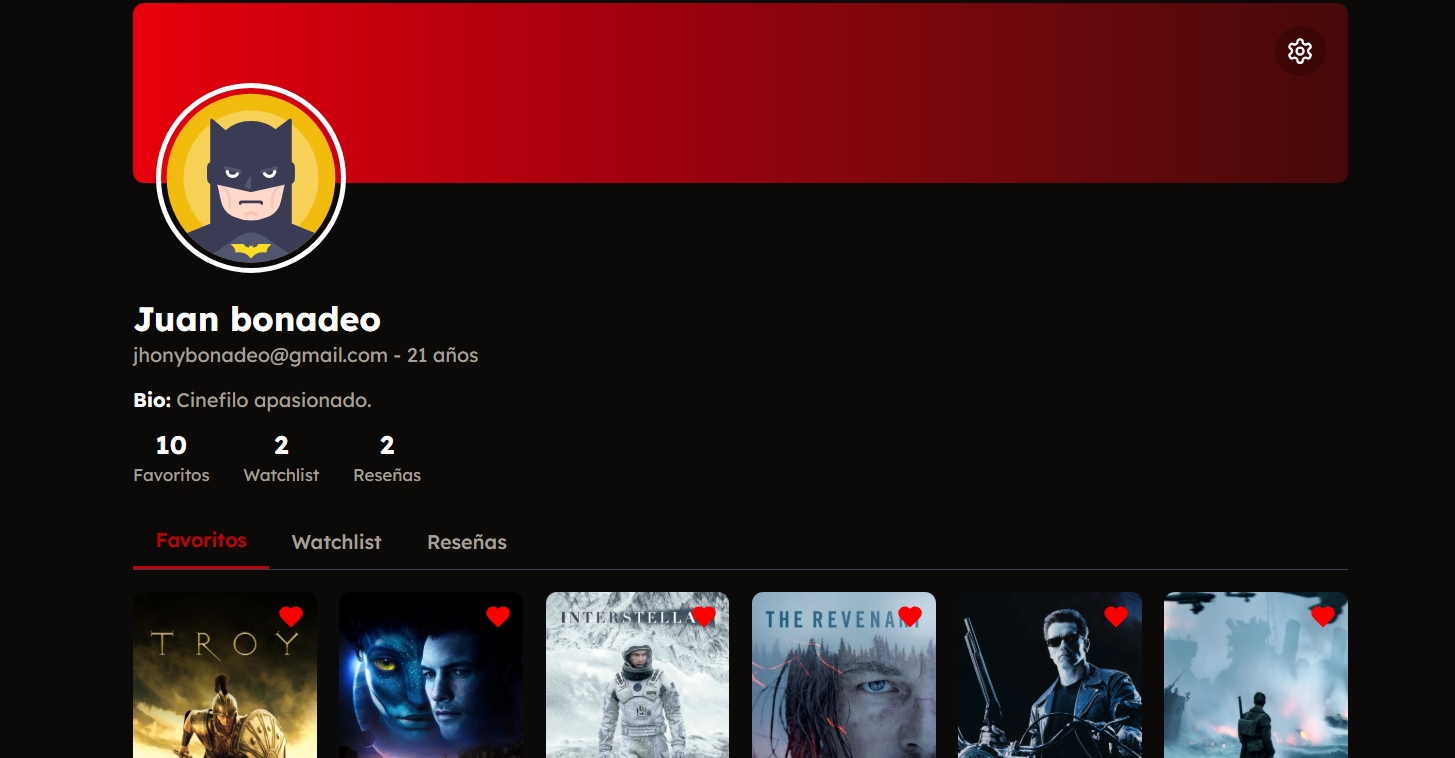 Juan bonadeo
jhonybonadeo@gmail.com - 21 años
Bio: Cinefilo apasionado.
10 2 2
Favoritos Watchlist Reseñas
Favoritos Watchlist Reseñas
TROY
INTERSTELLA
THE REVENA